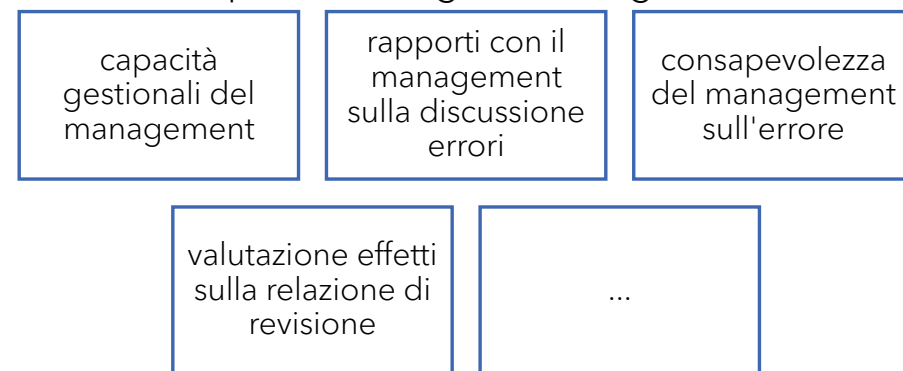 capacità
gestionali del
management
rapporti con il
management
sulla discussione
errori
consapevolezza
del management
sull'errore
valutazione effetti
sulla relazione di
revisione
...